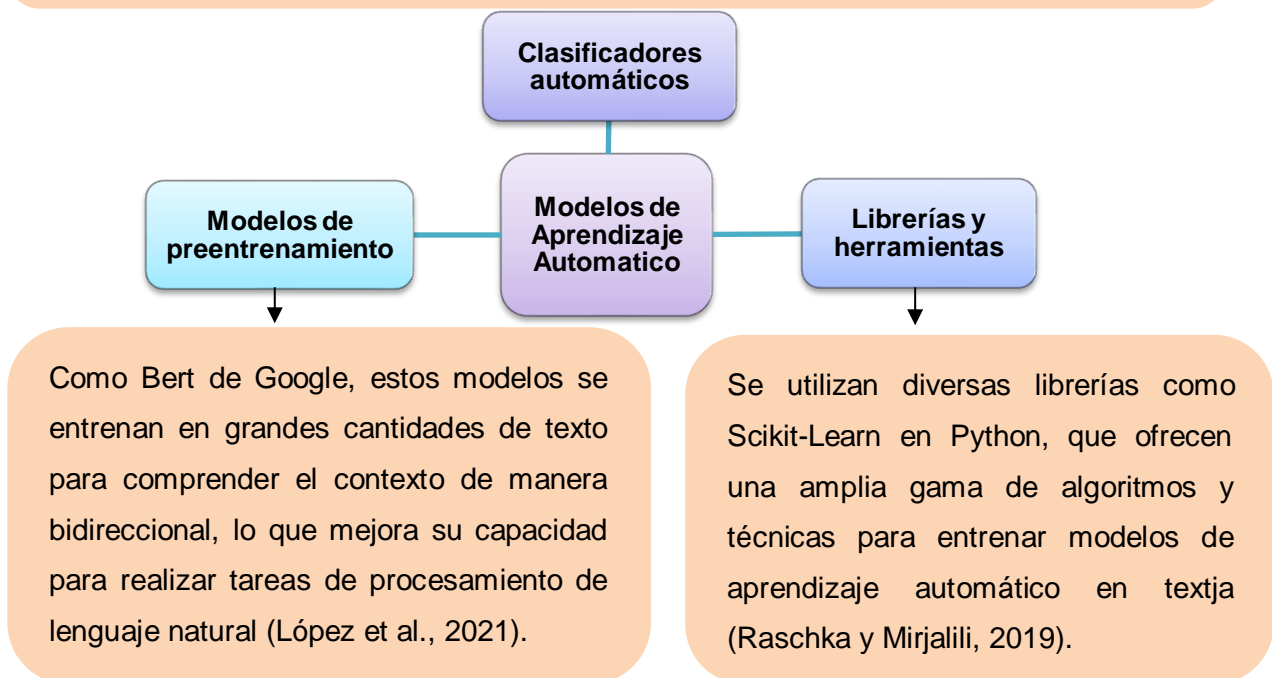 Clasificadores
automáticos
Modelos de
preentrenamiento
Modelos de
Aprendizaje
Automatico
Librerías y
herramientas
Como Bert de Google, estos modelos se
entrenan en grandes cantidades de texto
para comprender el contexto de manera
bidireccional, lo que mejora su capacidad
para realizar tareas de procesamiento de
lenguaje natural (López et al., 2021).
Se utilizan diversas librerías como
Scikit-Learn en Python, que ofrecen
una amplia gama de algoritmos y
técnicas para entrenar modelos de
aprendizaje automático en textja
(Raschka y Mirjalili, 2019).